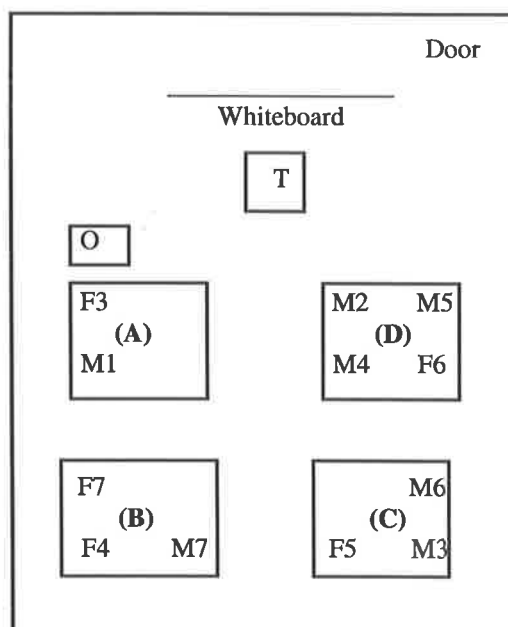 Door
Whiteboard
T
O
F3
(A)
M1
M2 M5
(D)
M4 F6
F7
(B)
F4 M7
M6
(C)
F5 M3